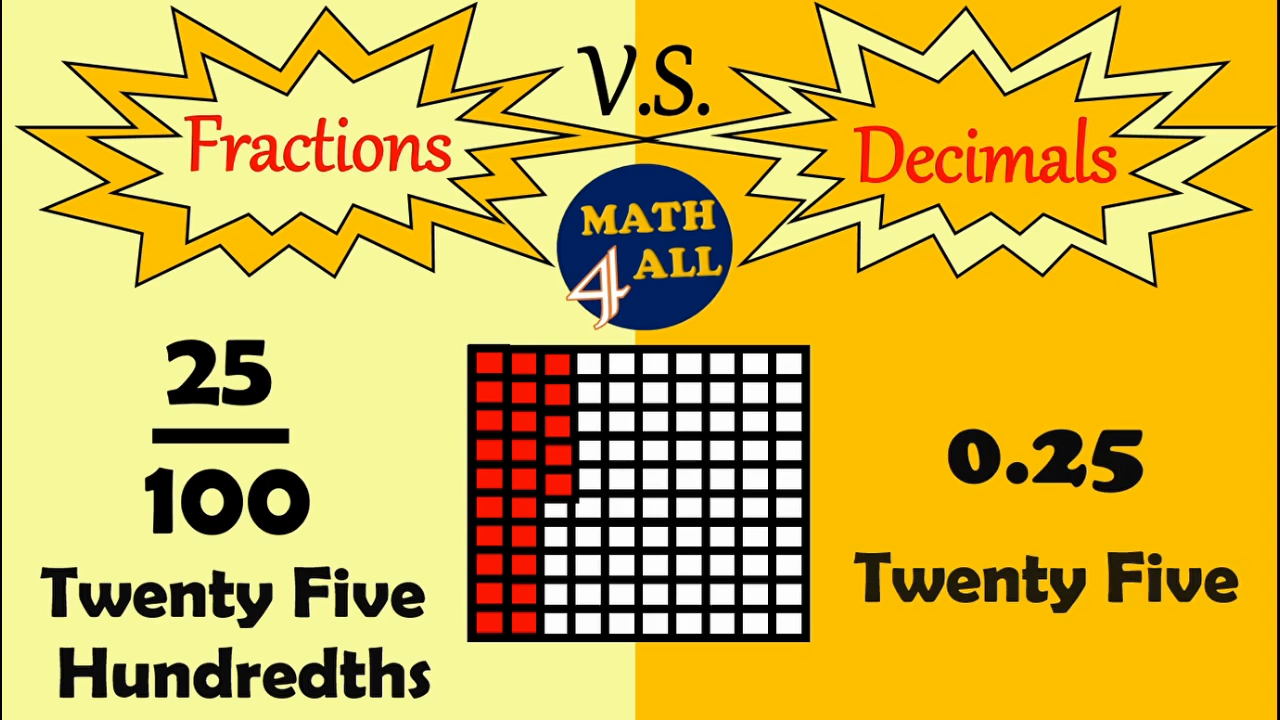 Fractions
V.S.
Decimals
MATH
4 ALL
25
100
Twenty Five
Hundredths
0.25
Twenty Five